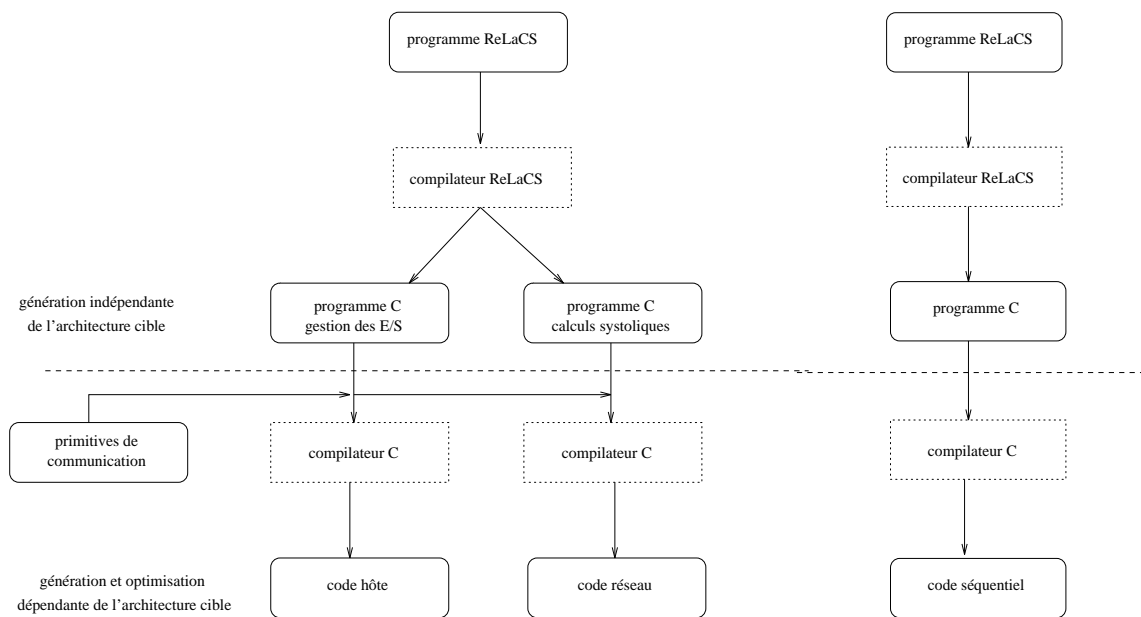 programme ReLaCS
programme ReLaCS
compilateur ReLaCS
compilateur ReLaCS
génération indépendante
de l'architecture cible
programme C
gestion des E/S
programme C
calculs systoliques
programme C
primitives de
communication
compilateur C
compilateur C
compilateur C
génération et optimisation
dépendante de l'architecture cible
code hôte
code réseau
code séquentiel